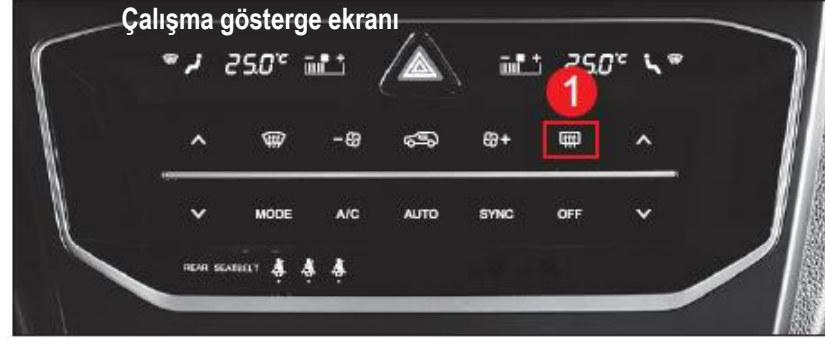 Çalışma gösterge ekranı
25.0°c - + - + 25.0°c
1
- +
MODE A/C AUTO SYNC OFF
REAR SEATBELT